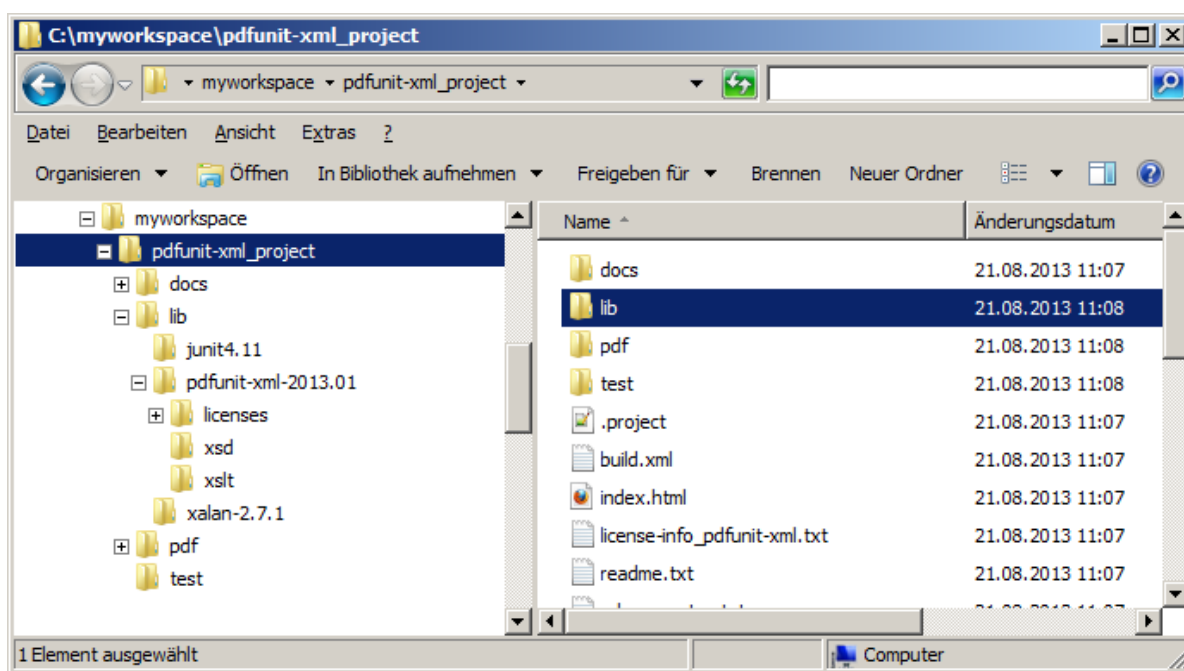 C:\myworkspace\pdfunit-xml_project
myworkspace pdfunit-xml_project
Datei Bearbeiten Ansicht Extras ?
Organisieren Öffnen In Bibliothek aufnehmen Freigeben für Brennen Neuer Ordner
myworkspace
pdfunit-xml_project
docs
lib
junit4.11
pdfunit-xml-2013.01
licenses
xsd
xslt
xalan-2.7.1
pdf
test
Name Änderungsdatum
docs 21.08.2013 11:07
lib 21.08.2013 11:08
pdf 21.08.2013 11:08
test 21.08.2013 11:08
.project 21.08.2013 11:07
build.xml 21.08.2013 11:07
index.html 21.08.2013 11:07
license-info_pdfunit-xml.txt 21.08.2013 11:07
readme.txt 21.08.2013 11:07
1 Element ausgewählt Computer